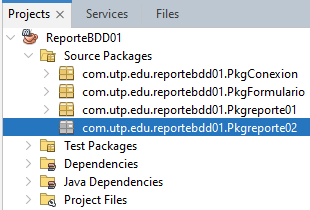 Projects Services Files
ReporteBDD01
Source Packages
com.utp.edu.reportebdd01.PkgConexion
com.utp.edu.reportebdd01.PkgFormulario
com.utp.edu.reportebdd01.Pkgreporte01
com.utp.edu.reportebdd01.Pkgreporte02
Test Packages
Dependencies
Java Dependencies
Project Files